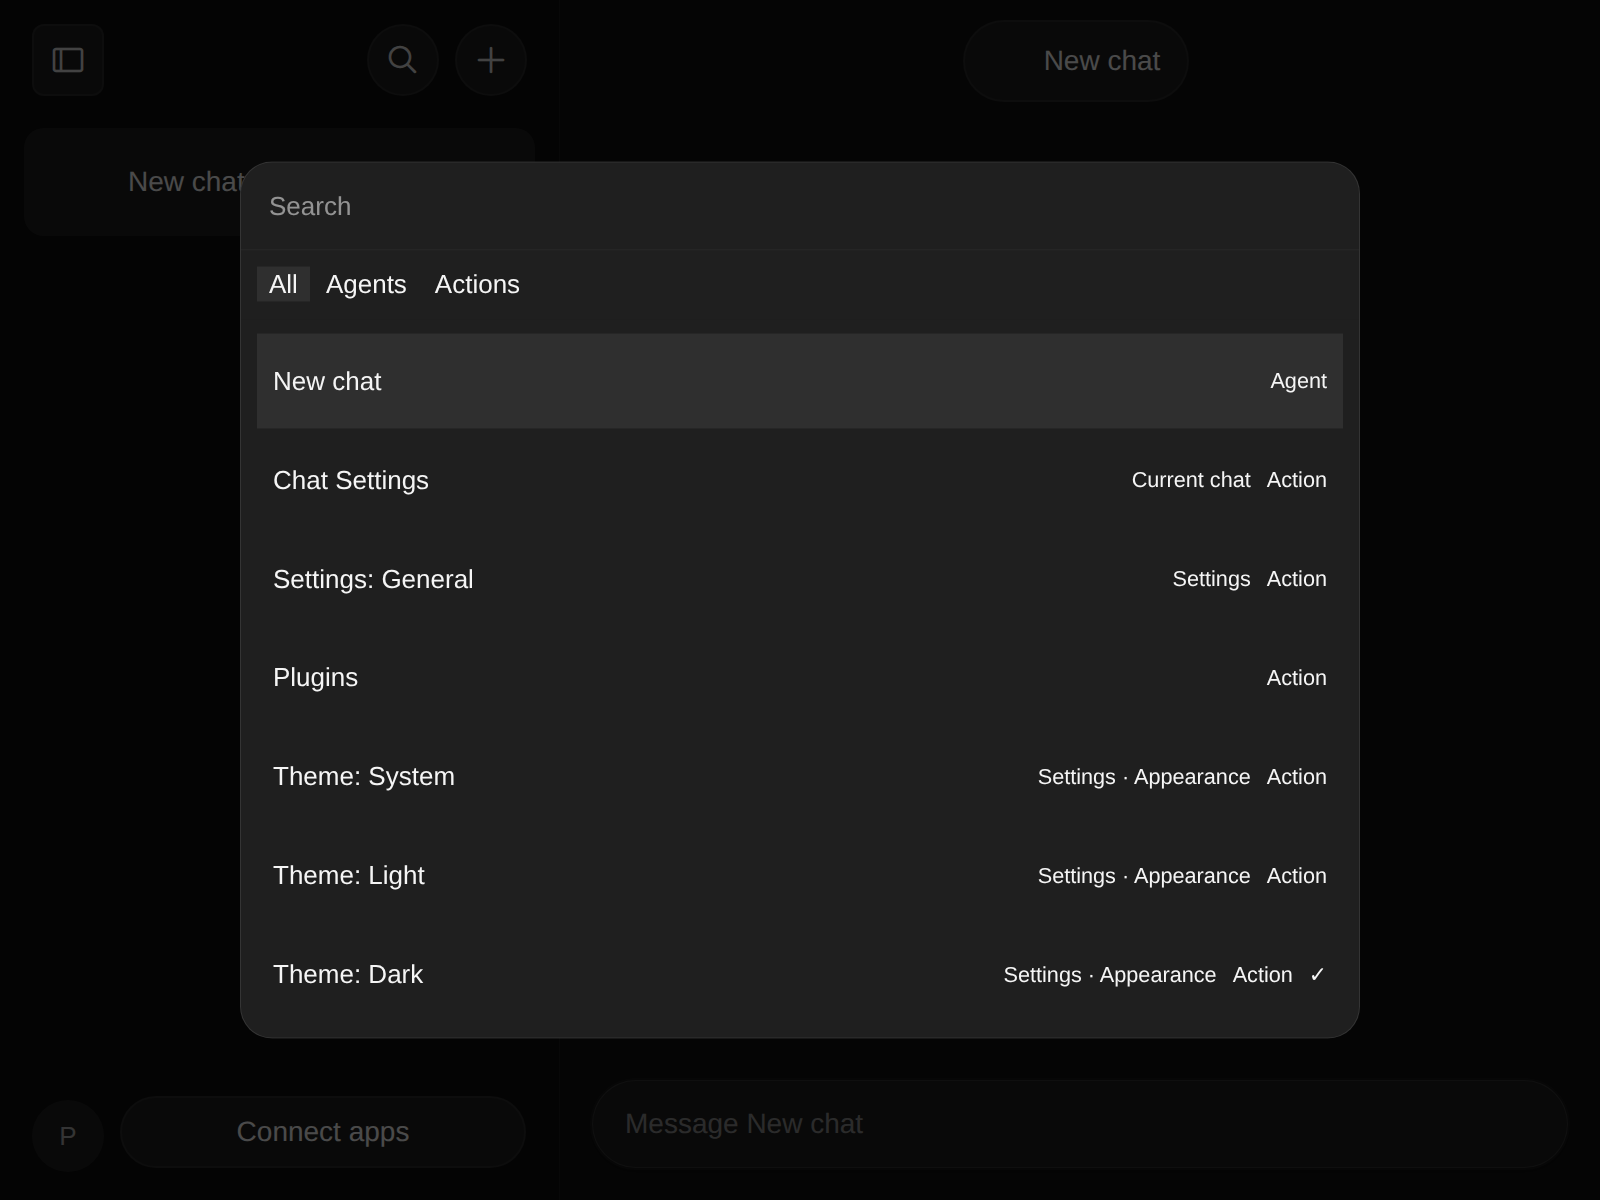 New chat
New chat
Search
All Agents Actions
New chat Agent
Chat Settings Current chat Action
Settings: General Settings Action
Plugins Action
Theme: System Settings · Appearance Action
Theme: Light Settings · Appearance Action
Theme: Dark Settings · Appearance Action ✓
P Connect apps
Message New chat